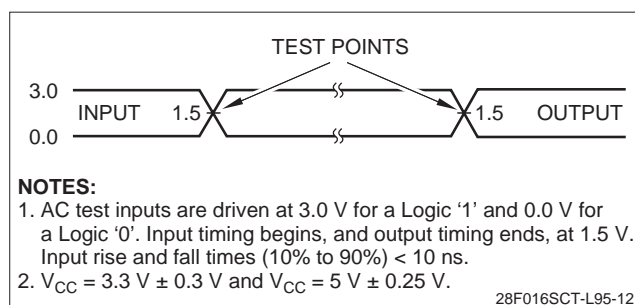 TEST POINTS
3.0
INPUT 1.5 1.5 OUTPUT
0.0
NOTES:
1. AC test inputs are driven at 3.0 V for a Logic ‘1’ and 0.0 V for
a Logic ‘0’. Input timing begins, and output timing ends, at 1.5 V.
Input rise and fall times (10% to 90%) < 10 ns.
2. VCC = 3.3 V ± 0.3 V and VCC = 5 V ± 0.25 V.
28F016SCT-L95-12